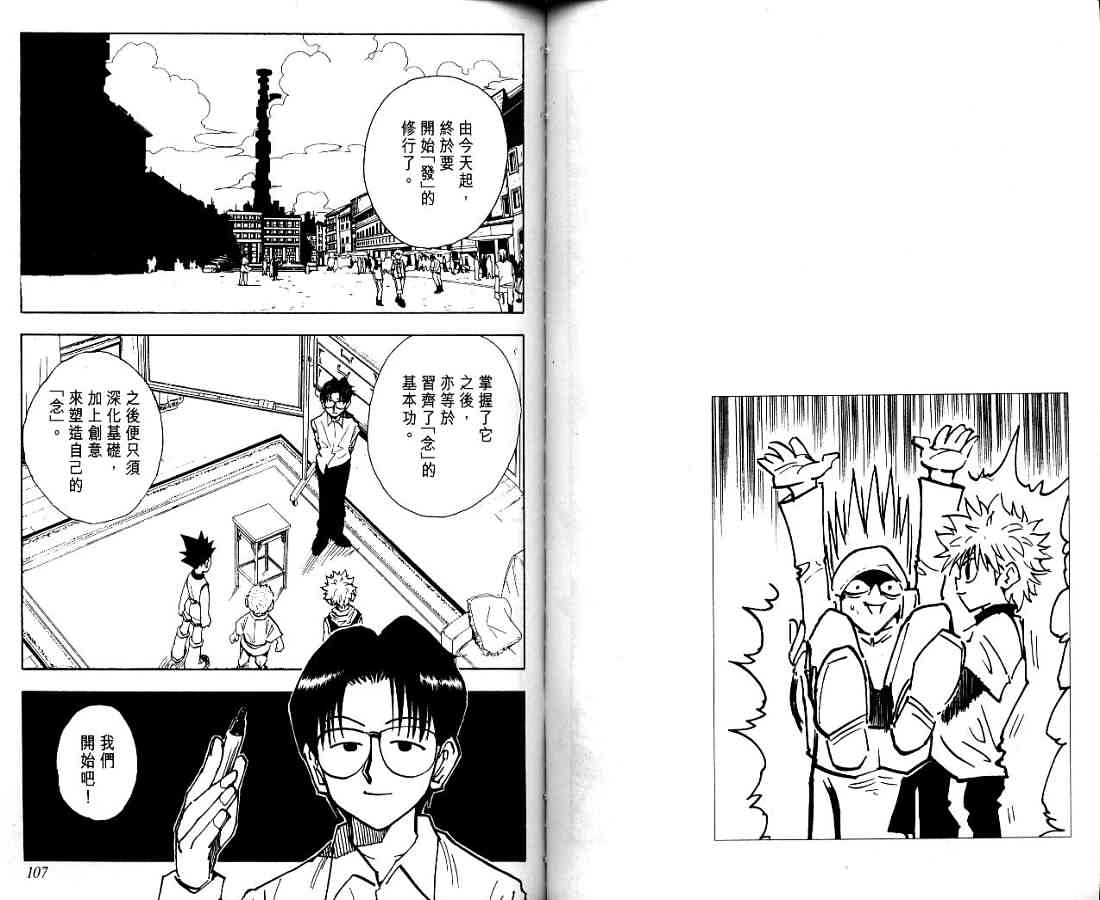 由今天起，
終於要
開始「發」的
修行了。
掌握了它
之後，
亦等於
習齊了「念」的
基本功。
之後便只須
深化基礎，
加上創意
來塑造自己的
「念」。
我們
開始吧！
107